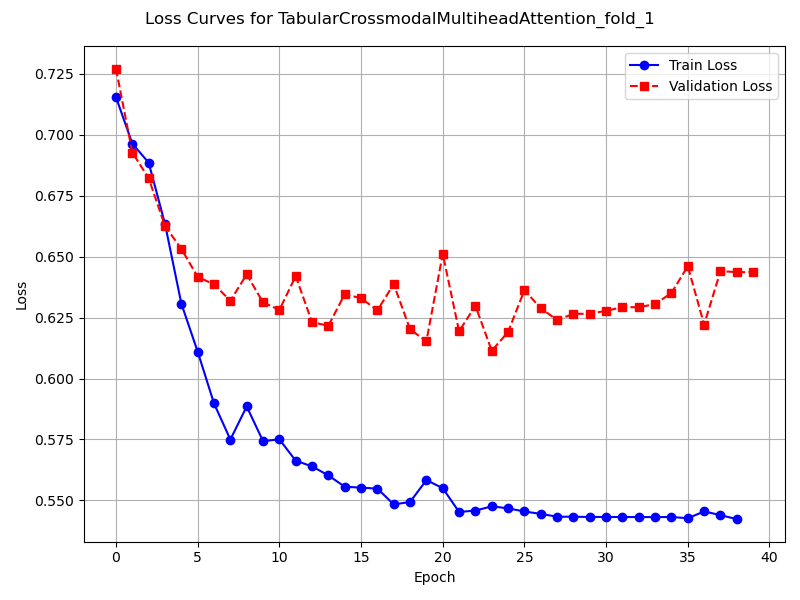 Loss Curves for TabularCrossmodalMultiheadAttention_fold_1
Train Loss
Validation Loss
0.725
0.700
0.675
0.650
0.625
0.600
0.575
0.550
Loss
0 5 10 15 20 25 30 35 40
Epoch